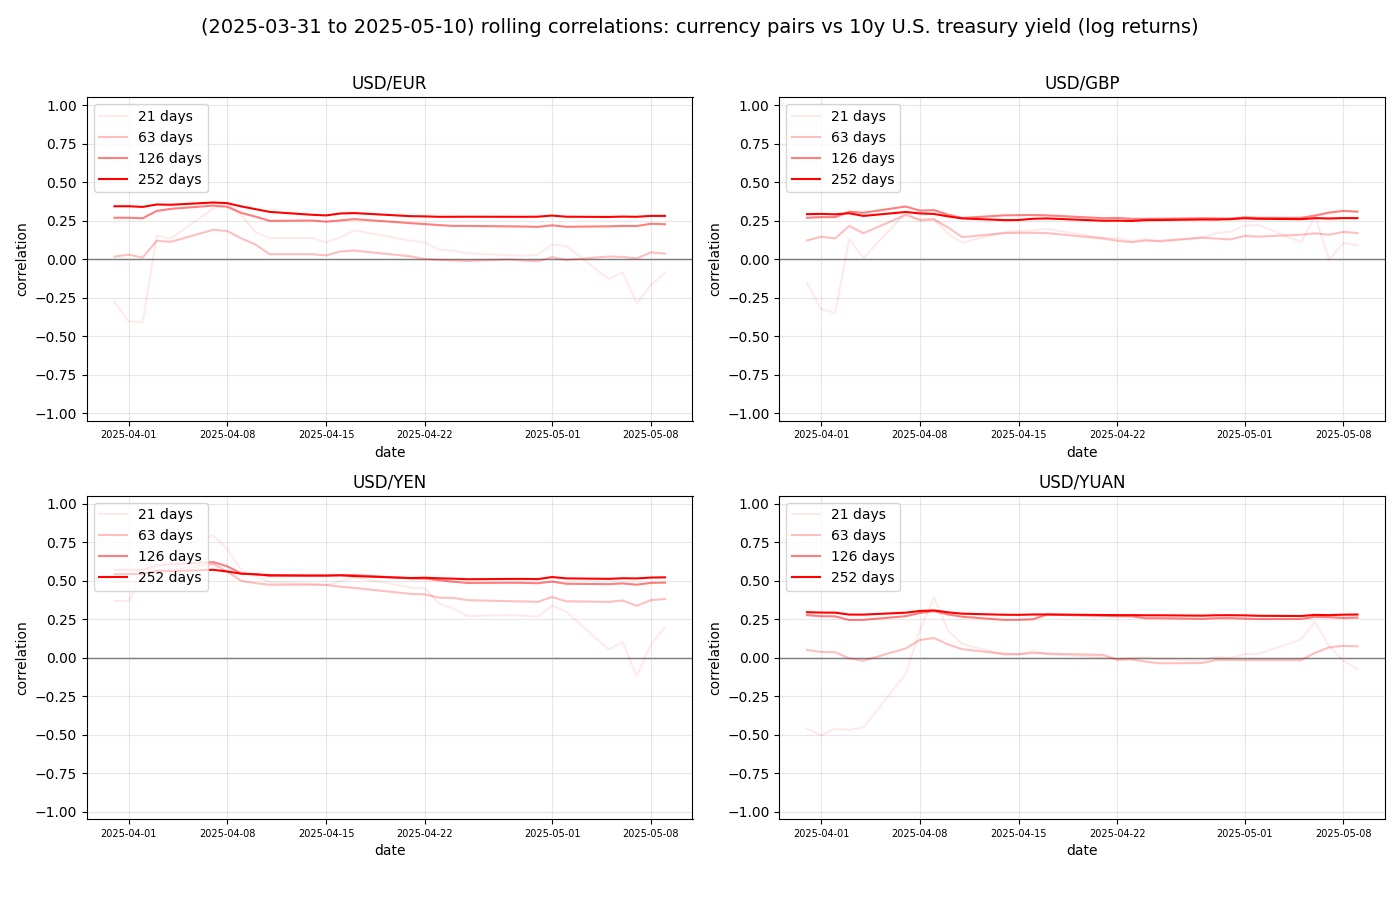 (2025-03-31 to 2025-05-10) rolling correlations: currency pairs vs 10y U.S. treasury yield (log returns)
USD/EUR
1.00
0.75
0.50
0.25
0.00
−0.25
−0.50
−0.75
−1.00
correlation
21 days
63 days
126 days
252 days
2025-04-01
2025-04-08
2025-04-15
2025-04-22
2025-05-01
2025-05-08
date
USD/GBP
1.00
0.75
0.50
0.25
0.00
−0.25
−0.50
−0.75
−1.00
correlation
21 days
63 days
126 days
252 days
2025-04-01
2025-04-08
2025-04-15
2025-04-22
2025-05-01
2025-05-08
date
USD/YEN
1.00
0.75
0.50
0.25
0.00
−0.25
−0.50
−0.75
−1.00
correlation
21 days
63 days
126 days
252 days
2025-04-01
2025-04-08
2025-04-15
2025-04-22
2025-05-01
2025-05-08
date
USD/YUAN
1.00
0.75
0.50
0.25
0.00
−0.25
−0.50
−0.75
−1.00
correlation
21 days
63 days
126 days
252 days
2025-04-01
2025-04-08
2025-04-15
2025-04-22
2025-05-01
2025-05-08
date